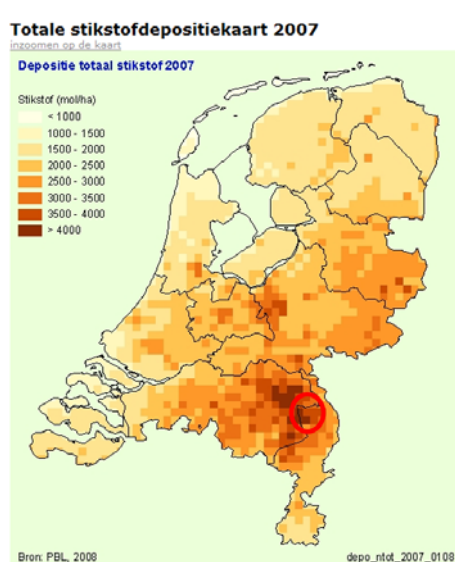 Totale stikstofdepositiekaart 2007
inzoomen op de kaart
Depositie totaal stikstof 2007
Stikstof (mol/ha)
< 1000
1000 - 1500
1500 - 2000
2000 - 2500
2500 - 3000
3000 - 3500
3500 - 4000
> 4000
Bron: PBL, 2008
depo_ntot_2007_0108